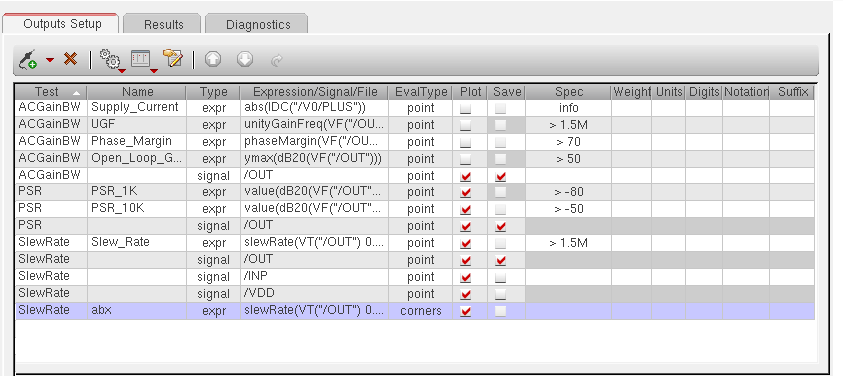 Outputs Setup Results Diagnostics
Test Name Type Expression/Signal/File EvalType Plot Save Spec Weight Units Digits Notation Suffix
ACGainBW Supply_Current expr abs(IDC("/V0/PLUS")) point info
ACGainBW UGF expr unityGainFreq(VF("/OU... point > 1.5M
ACGainBW Phase_Margin expr phaseMargin(VF("/OU... point > 70
ACGainBW Open_Loop_G... expr ymax(dB20(VF("/OUT"))) point > 50
ACGainBW signal /OUT point
PSR PSR_1K expr value(dB20(VF("/OUT"... point > -80
PSR PSR_10K expr value(dB20(VF("/OUT"... point > -50
PSR signal /OUT point
SlewRate Slew_Rate expr slewRate(VT("/OUT") 0.... point > 1.5M
SlewRate signal /OUT point
SlewRate signal /INP point
SlewRate signal /VDD point
SlewRate abx expr slewRate(VT("/OUT") 0.... corners